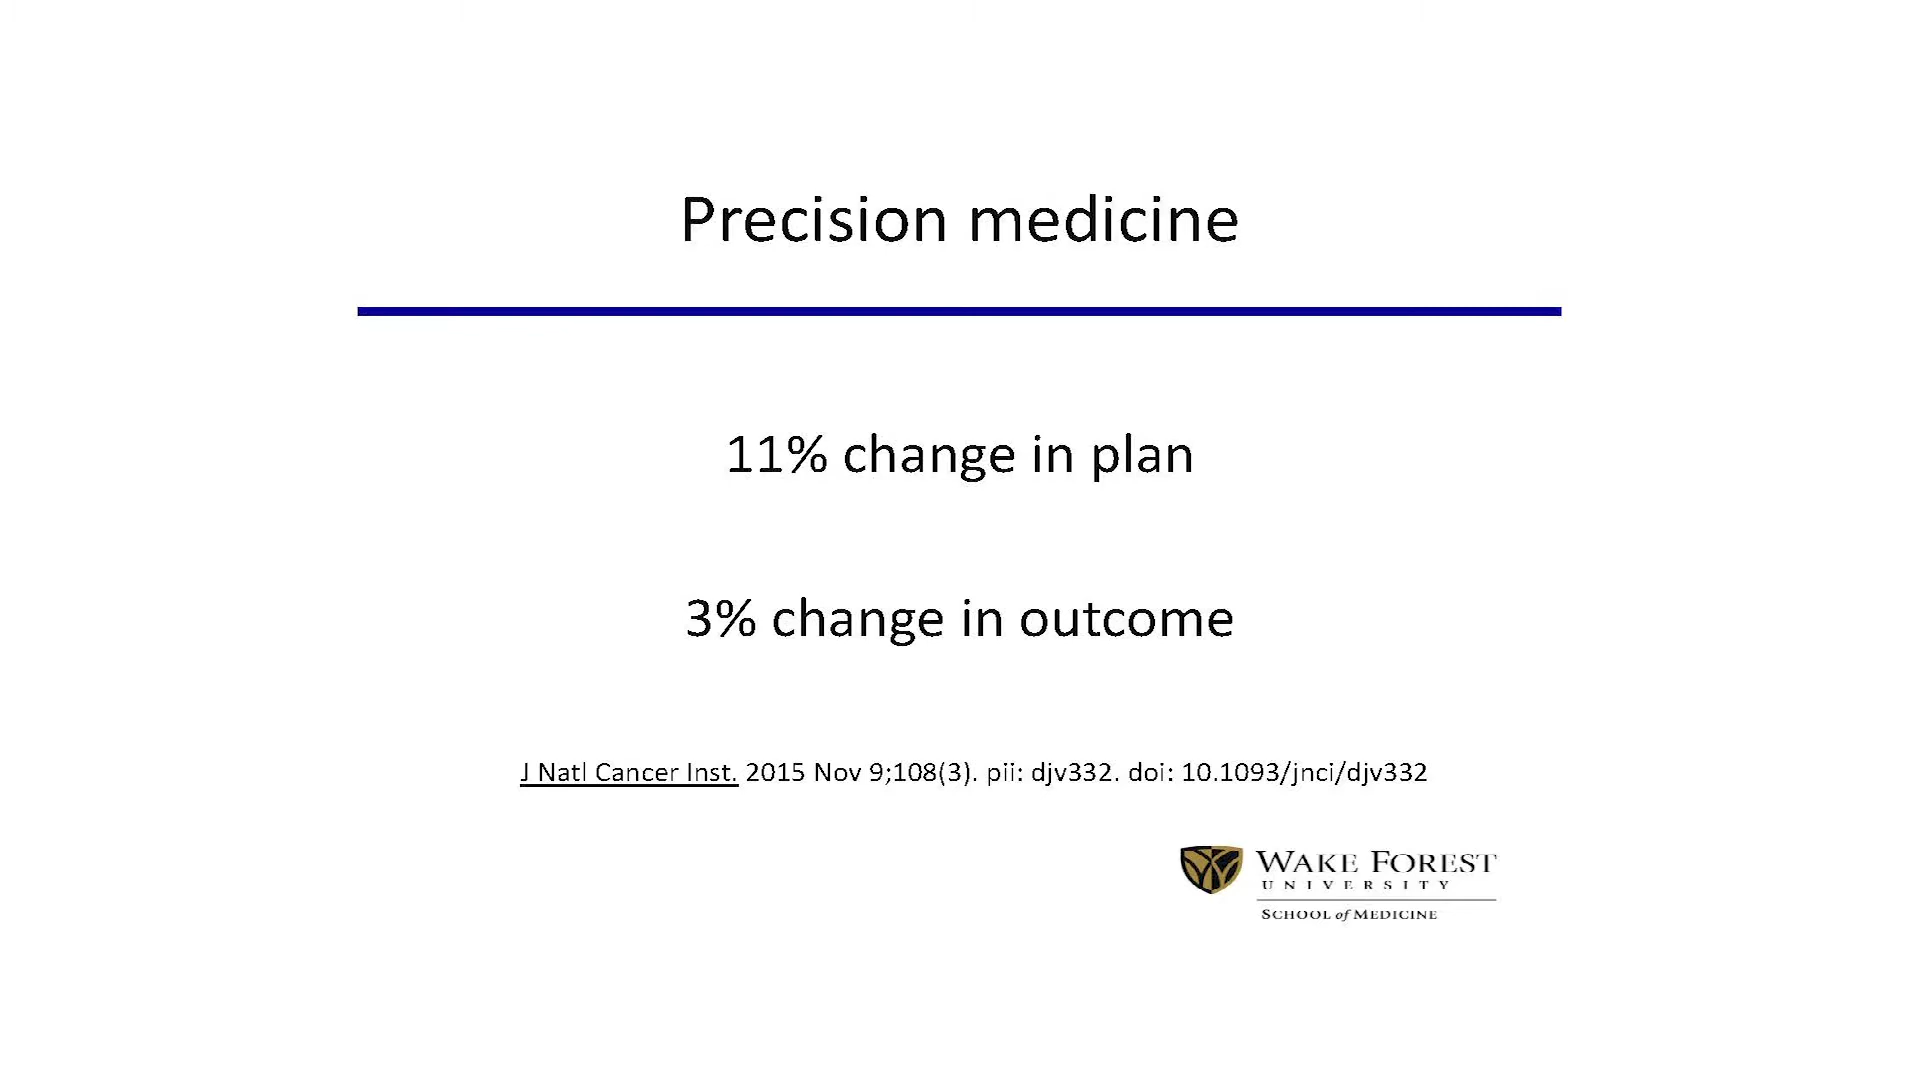 Precision medicine
11% change in plan
3% change in outcome
J Natl Cancer Inst. 2015 Nov 9;108(3). pii: djv332. doi: 10.1093/jnci/djv332
WAKE FOREST
UNIVERSITY
SCHOOL of MEDICINE